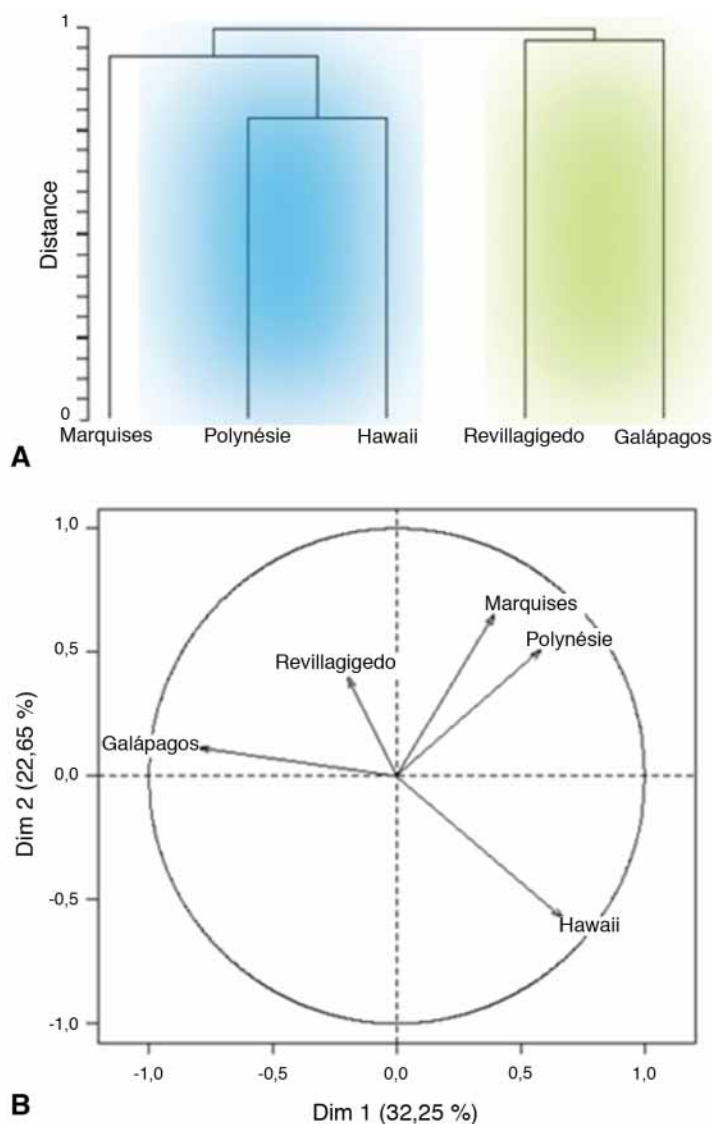 1
Distance
0
Marquises Polynésie Hawaii Revillagigedo Galápagos
A
1,0
Marquises
0,5
Polynésie
Revillagigedo
Galápagos
0,0
Dim 2 (22,65 %)
-0,5
Hawaii
-1,0
-1,0 -0,5 0,0 0,5 1,0
B
Dim 1 (32,25 %)